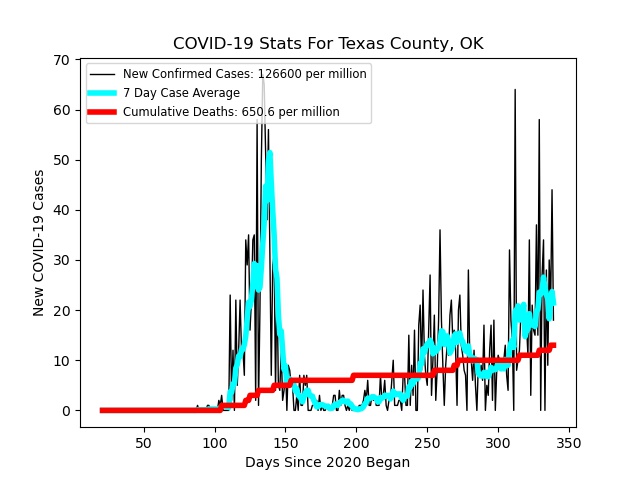 COVID-19 Stats For Texas County, OK
New Confirmed Cases: 126600 per million
7 Day Case Average
Cumulative Deaths: 650.6 per million
New COVID-19 Cases
70
60
50
40
30
20
10
0
50
100
150
200
250
300
350
Days Since 2020 Began